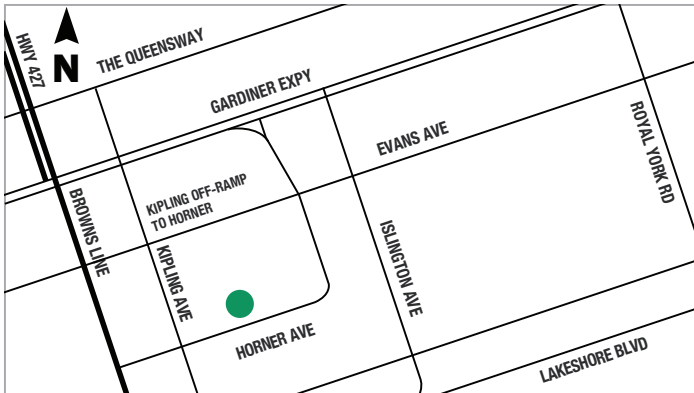 HWY 427
N
THE QUEENSWAY
GARDINER EXPY
EVANS AVE
ROYAL YORK RD
KIPLING OFF-RAMP
TO HORNER
BROWNS LINE
KIPLING AVE
ISLINGTON AVE
HORNER AVE
LAKESHORE BLVD